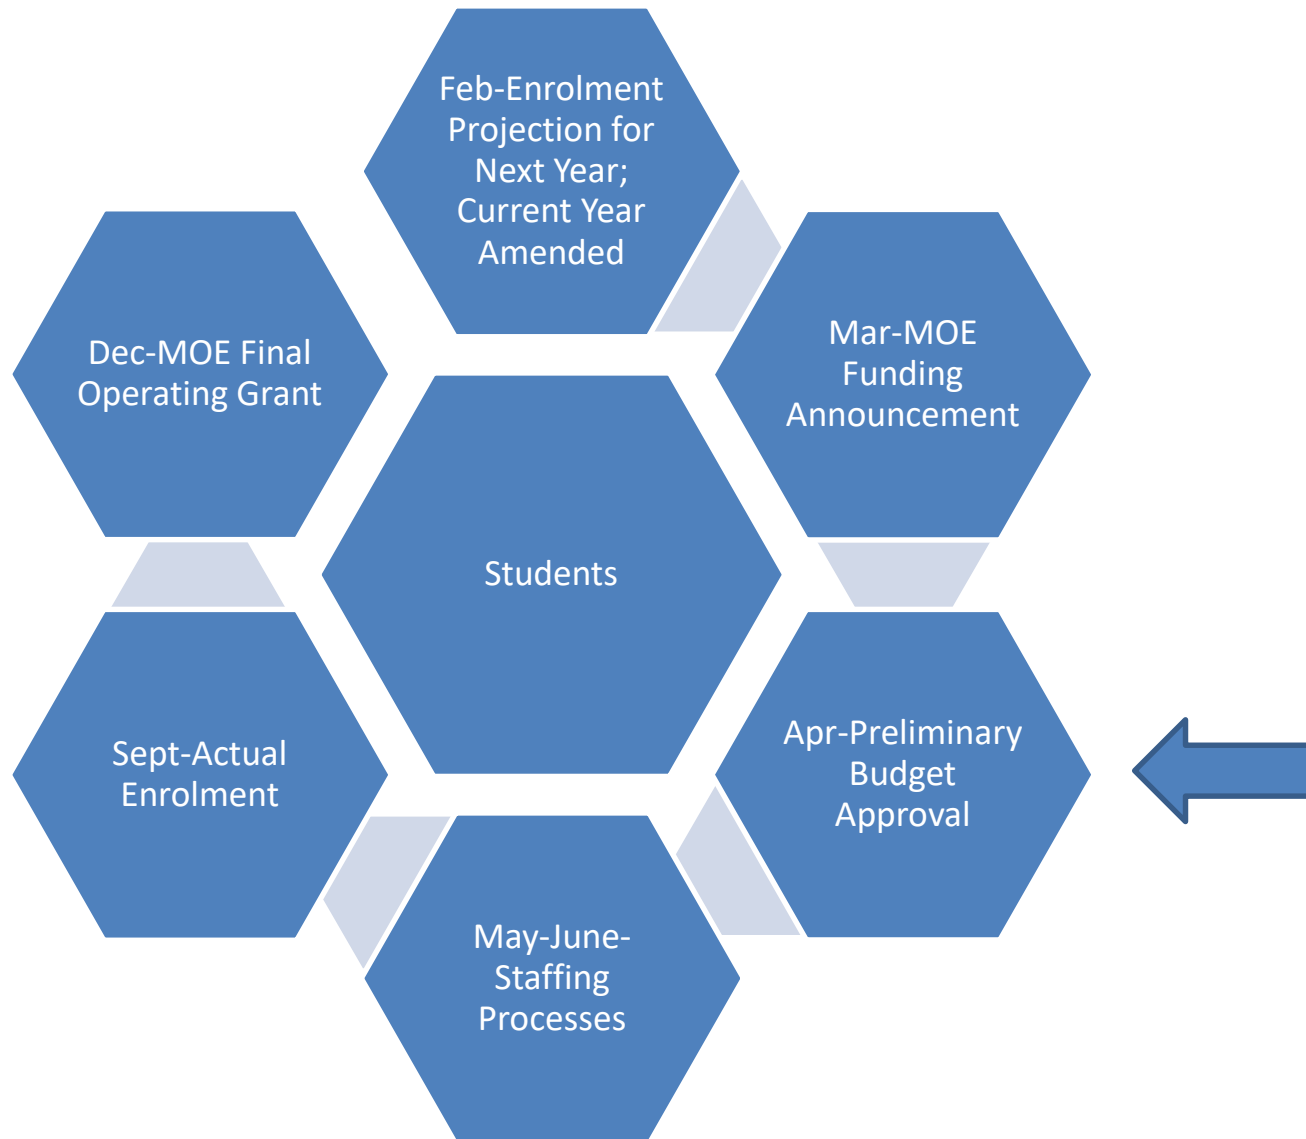 Feb-Enrolment
Projection for
Next Year;
Current Year
Amended
Mar-MOE
Funding
Announcement
Apr-Preliminary
Budget
Approval
May-June-
Staffing
Processes
Sept-Actual
Enrolment
Dec-MOE Final
Operating Grant
Students